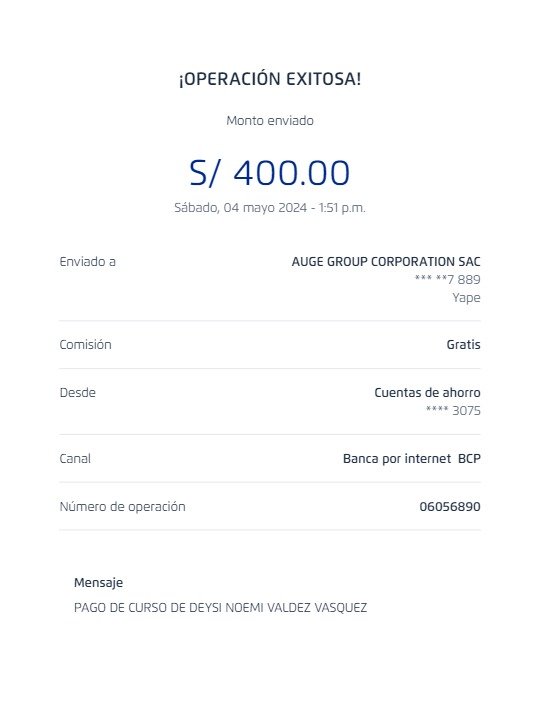 ¡OPERACIÓN EXITOSA!
Monto enviado
S/ 400.00
Sábado, 04 mayo 2024 - 1:51 p.m.
Enviado a AUGE GROUP CORPORATION SAC
*** **7 889
Yape
Comisión Gratis
Desde Cuentas de ahorro
**** 3075
Canal Banca por internet BCP
Número de operación 06056890
Mensaje
PAGO DE CURSO DE DEYSI NOEMI VALDEZ VASQUEZ